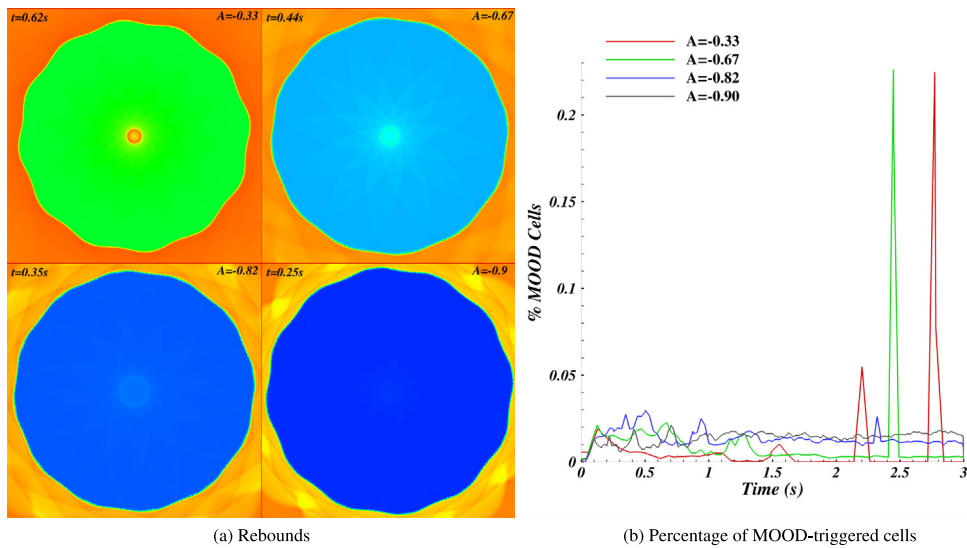 t=0.62s A=-0.33
t=0.44s A=-0.67
t=0.35s A=-0.82
t=0.25s A=-0.9
(a) Rebounds
A=-0.33
A=-0.67
A=-0.82
A=-0.90
% MOOD Cells
0.2
0.15
0.1
0.05
0
0 0.5 1 1.5 2 2.5 3
Time (s)
(b) Percentage of MOOD-triggered cells